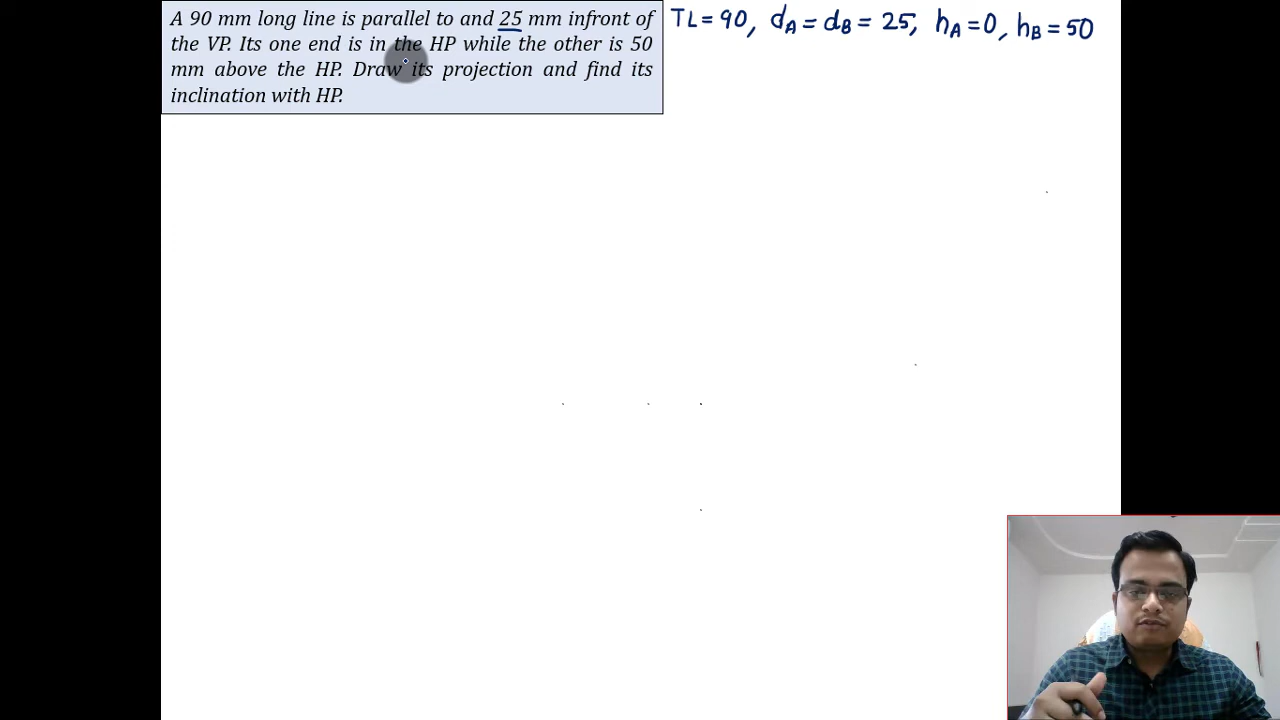 A 90 mm long line is parallel to and 25 mm infront of
the VP. Its one end is in the HP while the other is 50
mm above the HP. Draw its projection and find its
inclination with HP.
TL = 90, dA = dB = 25, hA = 0, hB = 50